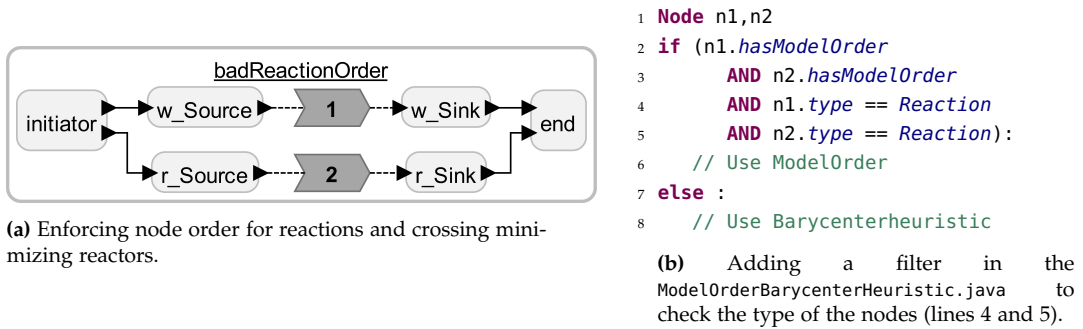 badReactionOrder
initiator
w_Source
1
w_Sink
end
r_Source
2
r_Sink
(a) Enforcing node order for reactions and crossing mini-
mizing reactors.
1 Node n1,n2
2 if (n1.hasModelOrder
3 AND n2.hasModelOrder
4 AND n1.type == Reaction
5 AND n2.type == Reaction):
6 // Use ModelOrder
7 else :
8 // Use Barycenterheuristic
(b) Adding a filter in the
ModelOrderBarycenterHeuristic.java to
check the type of the nodes (lines 4 and 5).